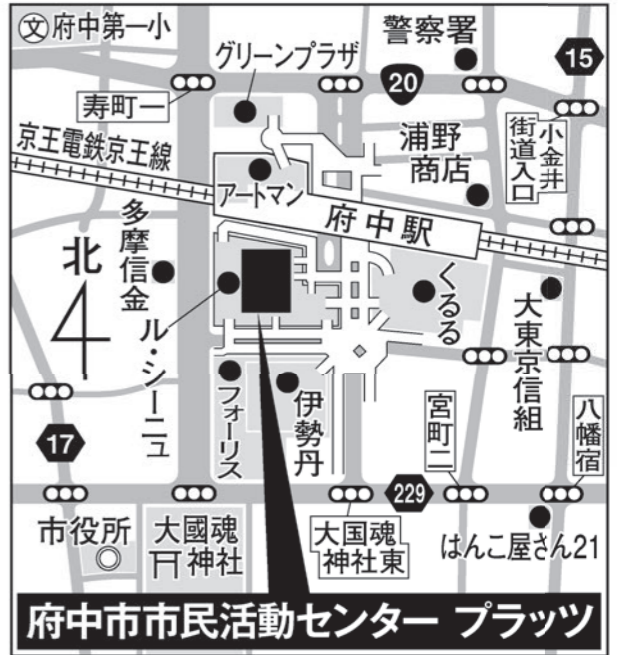 文 府中第一小
グリーンプラザ
警察署
15
20
寿町一
小金井
街道入口
浦野
商店
京王電鉄京王線
アートマン
府中駅
多摩信金
北
ル・シーニュ
くるる
大東京信組
フォーリス
伊勢丹
宮町二
八幡宿
17
229
市役所
大國魂
神社
大国魂
神社東
はんこ屋さん21
府中市市民活動センター プラッツ